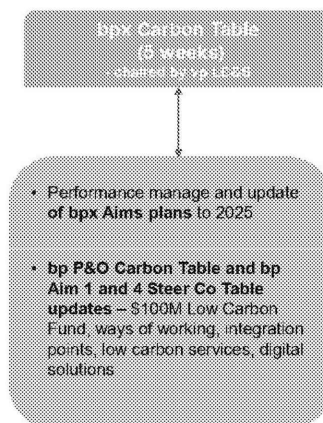 bpx Carbon Table
(5 weeks)
- chaired by vp
• Performance manage and update
of bpx Aims plans to 2025
• bp P&O Carbon Table and bp
Aim 1 and 4 Steer Co Table
updates – $100M Low Carbon
Fund, ways of working, integration
points, low carbon services, digital
solutions